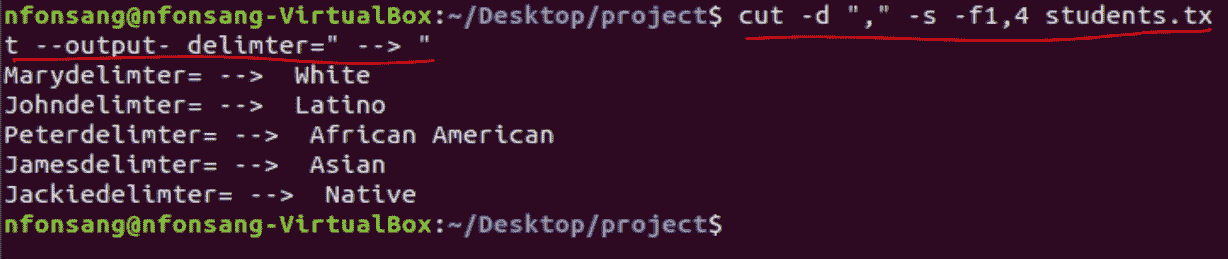 nfonsang@nfonsang-VirtualBox:~/Desktop/project$ cut -d "," -s -f1,4 students.tx
t --output- delimter=" --> "
Marydelimter= -->  White
Johndelimter= -->  Latino
Peterdelimter= -->  African American
Jamesdelimter= -->  Asian
Jackiedelimter= -->  Native
nfonsang@nfonsang-VirtualBox:~/Desktop/project$